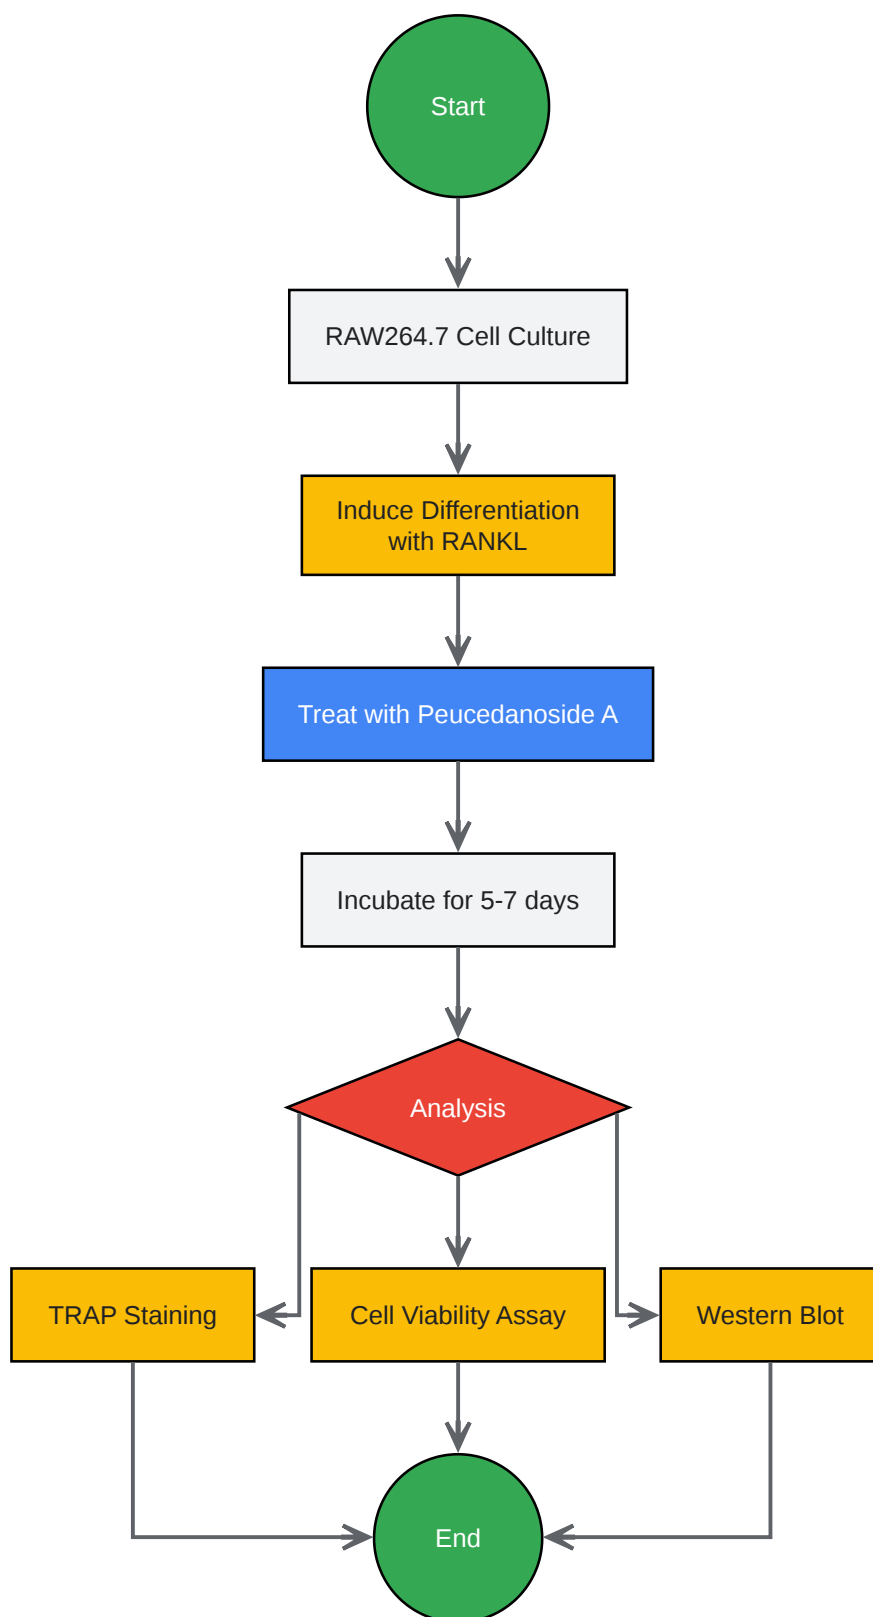 Start
RAW264.7 Cell Culture
Induce Differentiation
with RANKL
Treat with Peucedanoside A
Incubate for 5-7 days
Analysis
TRAP Staining
Cell Viability Assay
Western Blot
End